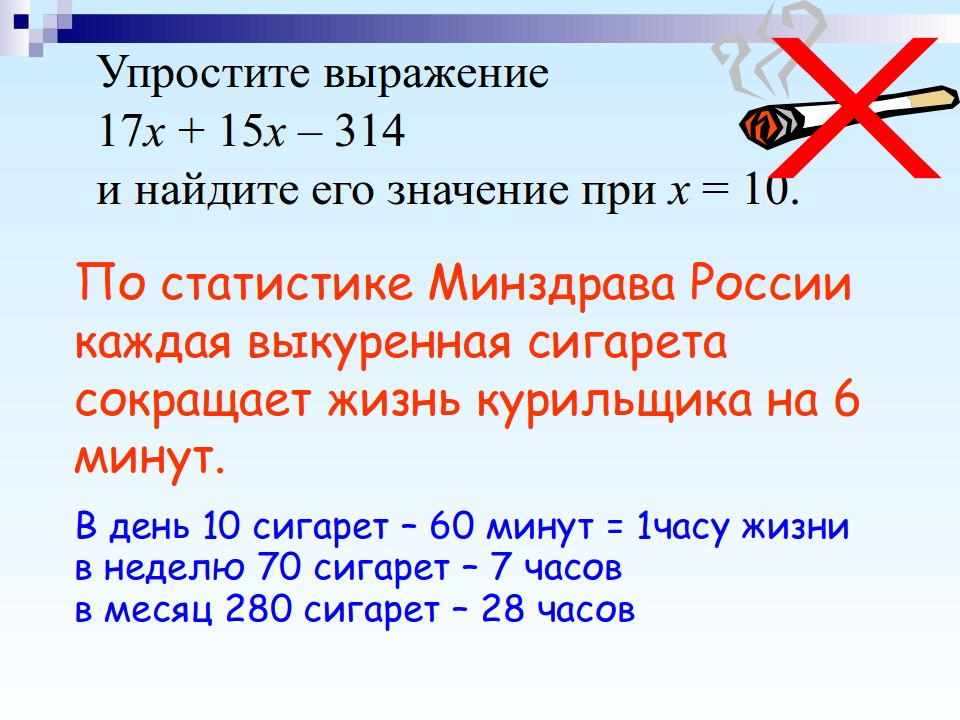 Упростите выражение
17x + 15x – 314
и найдите его значение при x = 10.
По статистике Минздрава России
каждая выкуренная сигарета
сокращает жизнь курильщика на 6
минут.
В день 10 сигарет – 60 минут = 1часу жизни
в неделю 70 сигарет – 7 часов
в месяц 280 сигарет – 28 часов